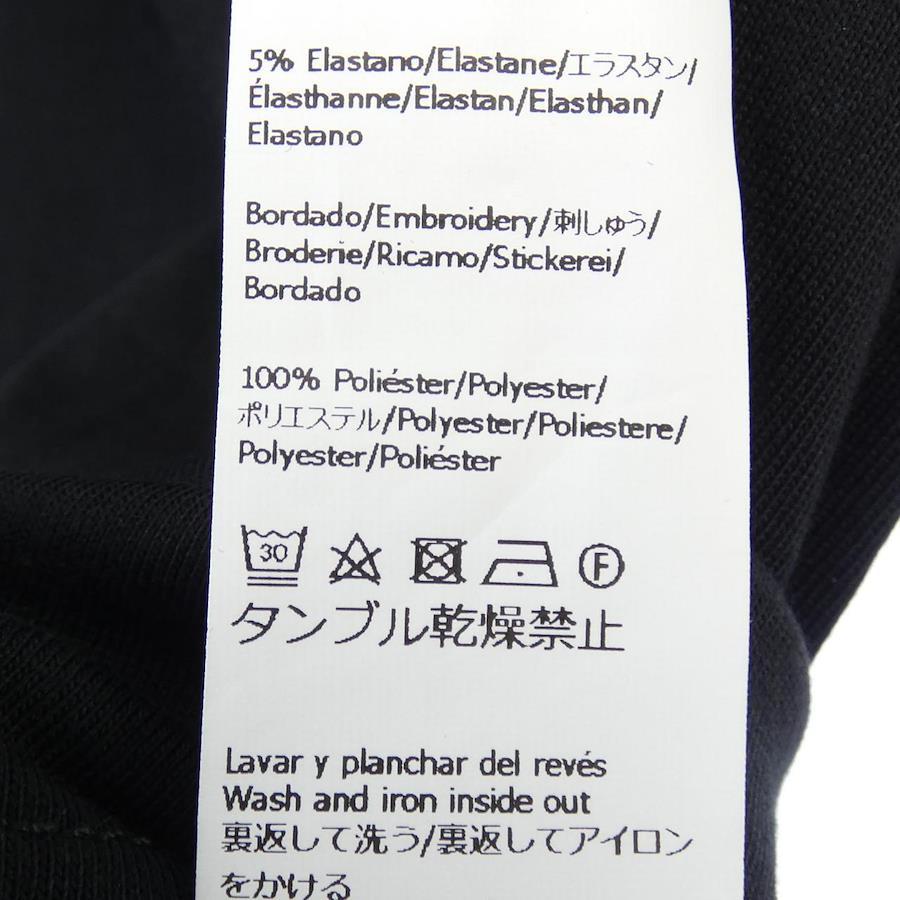 5% Elastano/Elastane/エラスタン/
Élasthanne/Elastan/Elasthan/
Elastano
Bordado/Embroidery/刺しゅう/
Broderie/Ricamo/Stickerei/
Bordado
100% Poliéster/Polyester/
ポリエステル/Polyester/Poliestere/
Polyester/Poliéster
30 F
タンブル乾燥禁止
Lavar y planchar del revés
Wash and iron inside out
裏返して洗う/裏返してアイロン
をかける